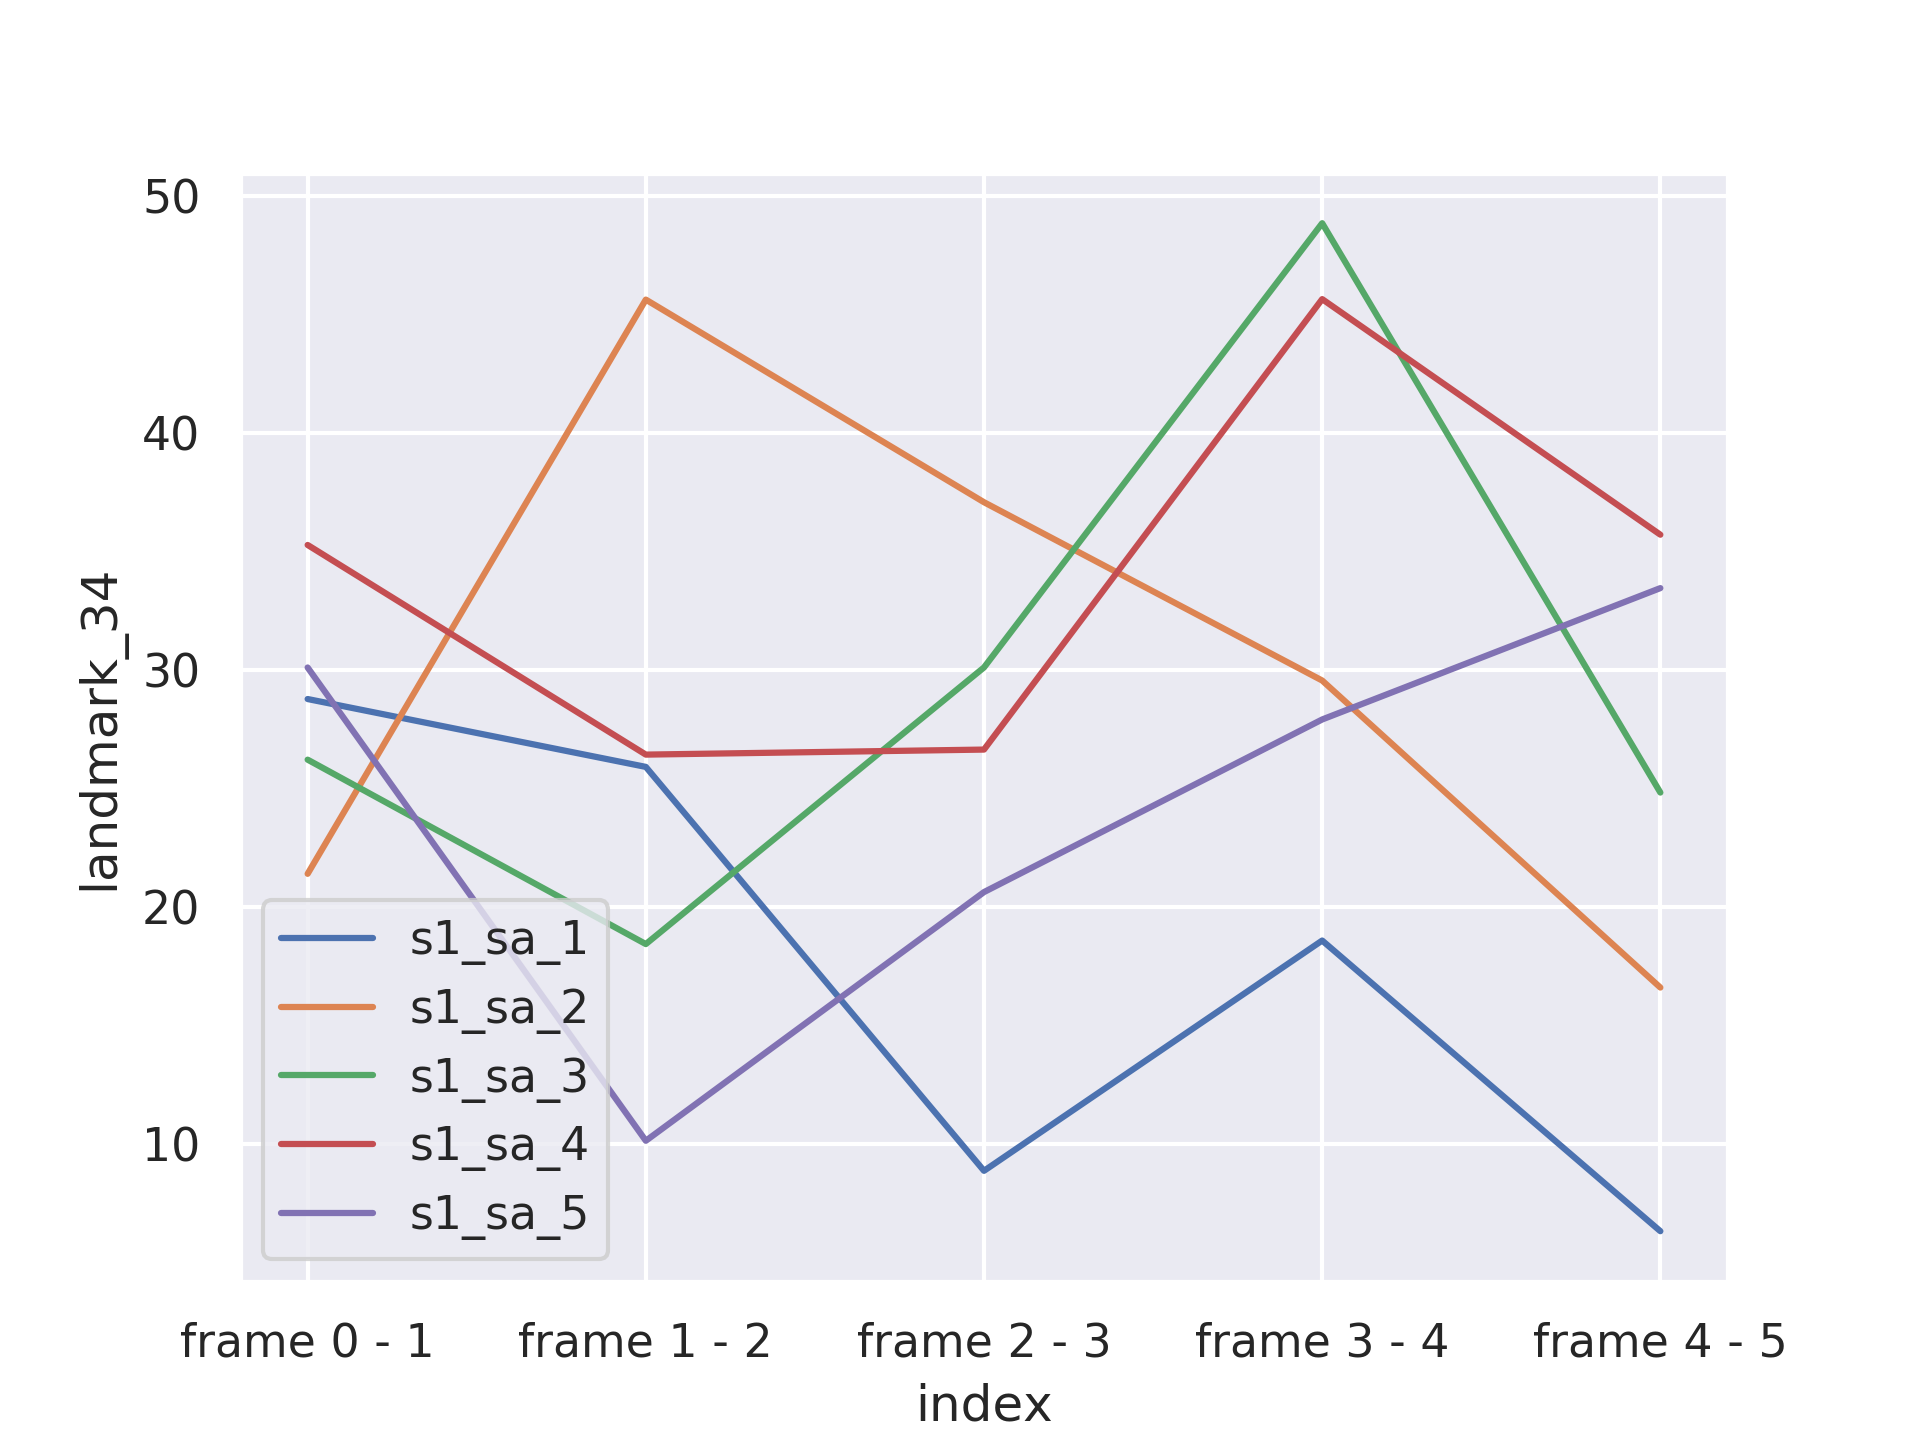 50
40
30
20
10
landmark_34
s1_sa_1
s1_sa_2
s1_sa_3
s1_sa_4
s1_sa_5
frame 0 - 1
frame 1 - 2
frame 2 - 3
frame 3 - 4
frame 4 - 5
index